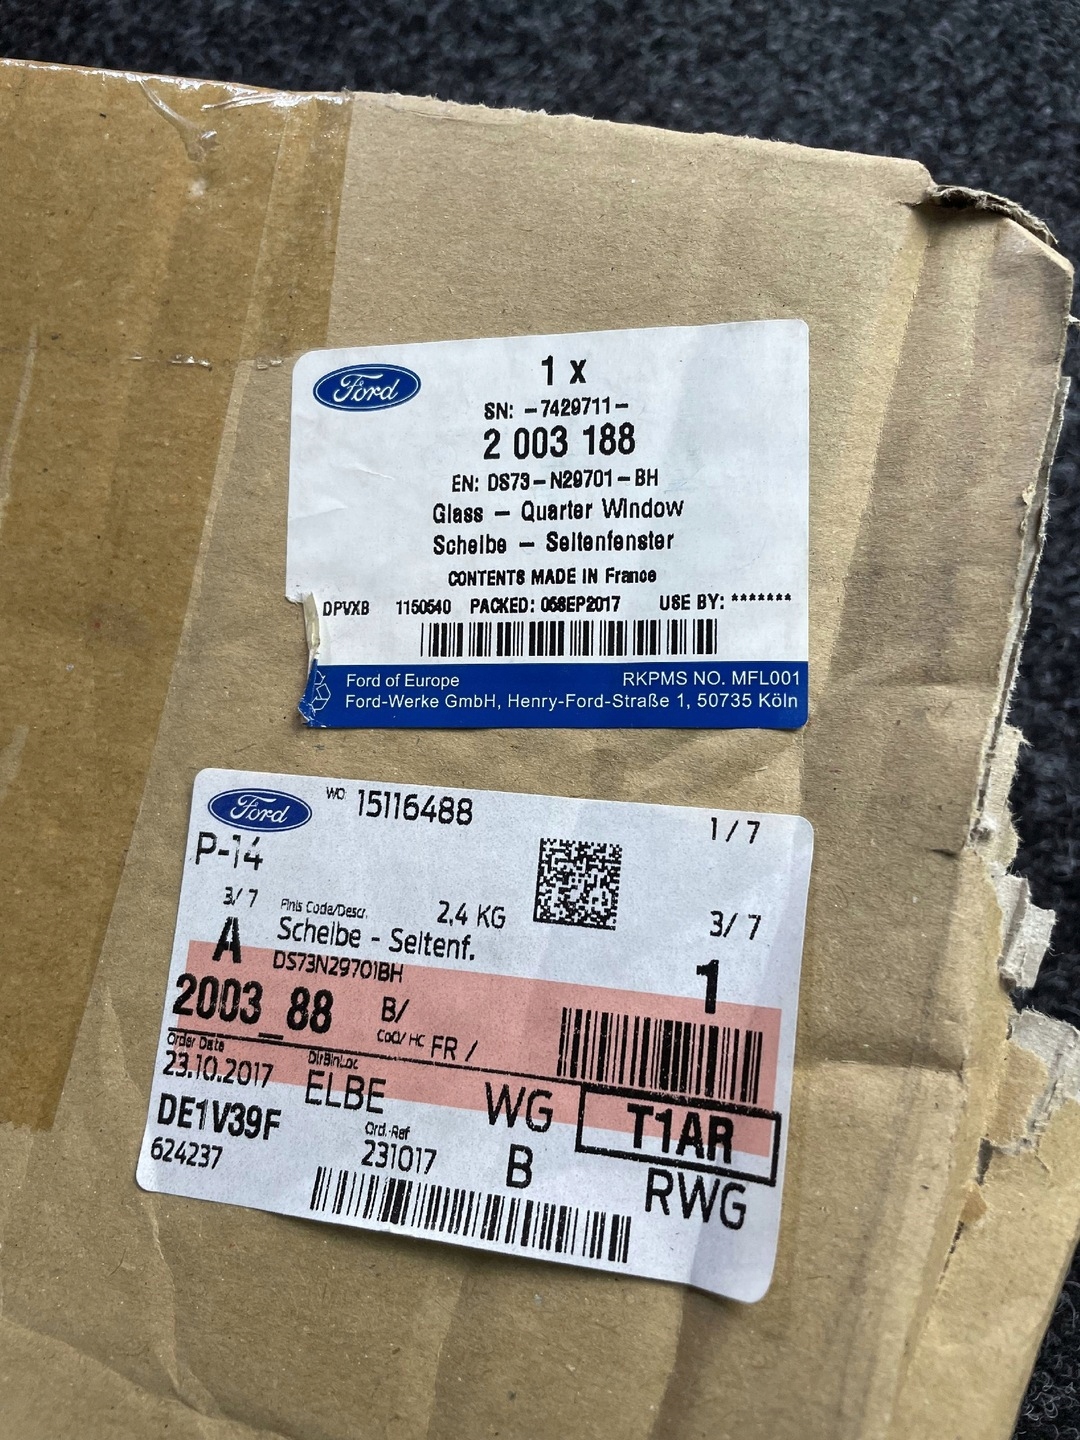 Ford
1 x
SN: -7429711-
2 003 188
EN: DS73-N29701-BH
Glass - Quarter Window
Scheibe - Seitenfenster
CONTENTS MADE IN France
DPVXB 1150540 PACKED: 05SEP2017 USE BY: *******
Ford of Europe RKPMS NO. MFL001
Ford-Werke GmbH, Henry-Ford-Straße 1, 50735 Köln
Ford WO: 15116488 1/7
P-14
3/7 Finis Code/Descr. 2,4 KG 3/7
A Scheibe - Seitenf.
DS73N29701BH 1
2003_88 B/
CoO/ HC FR /
Order Date DirBinLoc
23.10.2017 ELBE WG T1AR
DE1V39F Ord.-Ref
624237 231017 B RWG